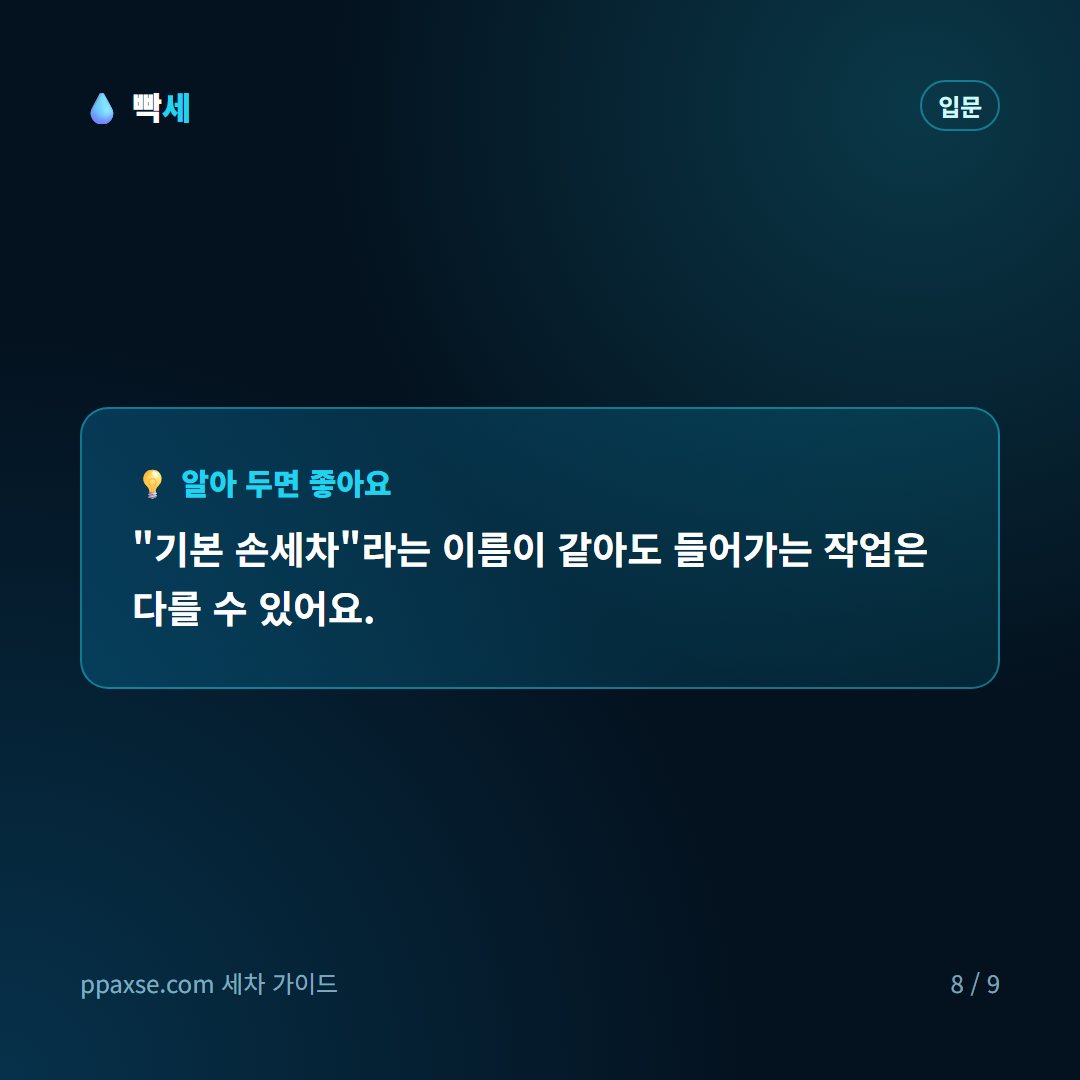 빡세
입문
알아 두면 좋아요
"기본 손세차"라는 이름이 같아도 들어가는 작업은
다를 수 있어요.
ppaxse.com 세차 가이드
8 / 9